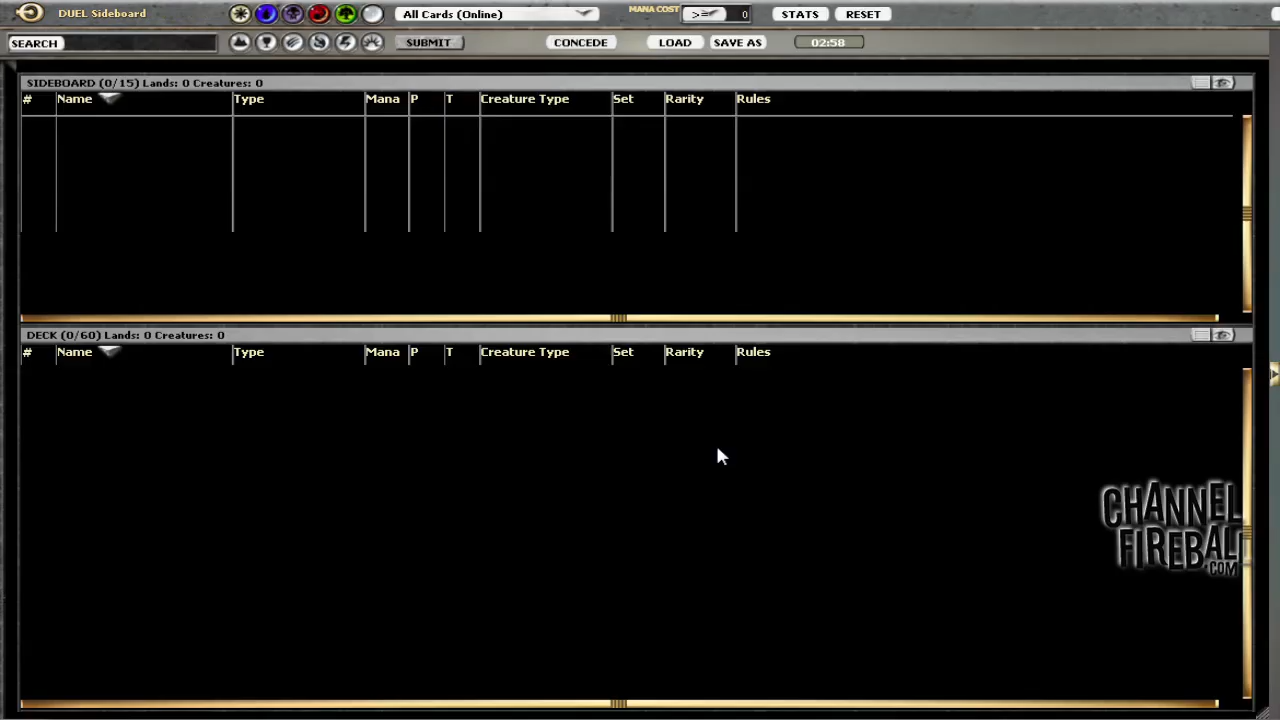 DUEL Sideboard
All Cards (Online)
MANA COST
>=
0
STATS
RESET
SEARCH
SUBMIT
CONCEDE
LOAD
SAVE AS
02:58
SIDEBOARD (0/15) Lands: 0 Creatures: 0
# Name Type Mana P T Creature Type Set Rarity Rules
DECK (0/60) Lands: 0 Creatures: 0
# Name Type Mana P T Creature Type Set Rarity Rules
CHANNEL
FIREBALL
.COM